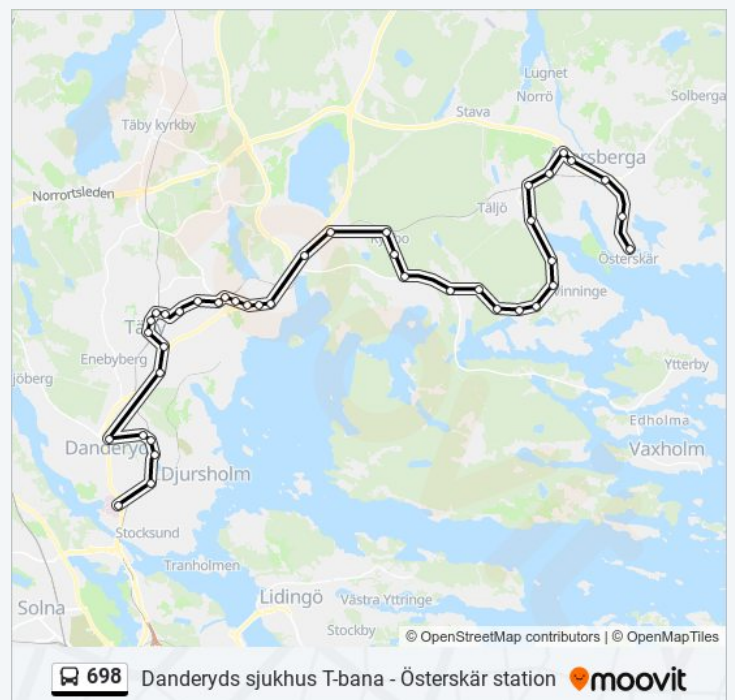 Lugnet
Norrö
Solberga
Stava
Täby kyrkby
Norrortsleden
Täljö
Österskär
Enebyberg
Ytterby
Edholma
Danderyd
Vaxholm
Djursholm
Stocksund
Tranholmen
Lidingö
Västra Yttringe
Solna
Stockby
© OpenStreetMap contributors | © OpenMapTiles
698 Danderyds sjukhus T-bana - Österskär station moovit